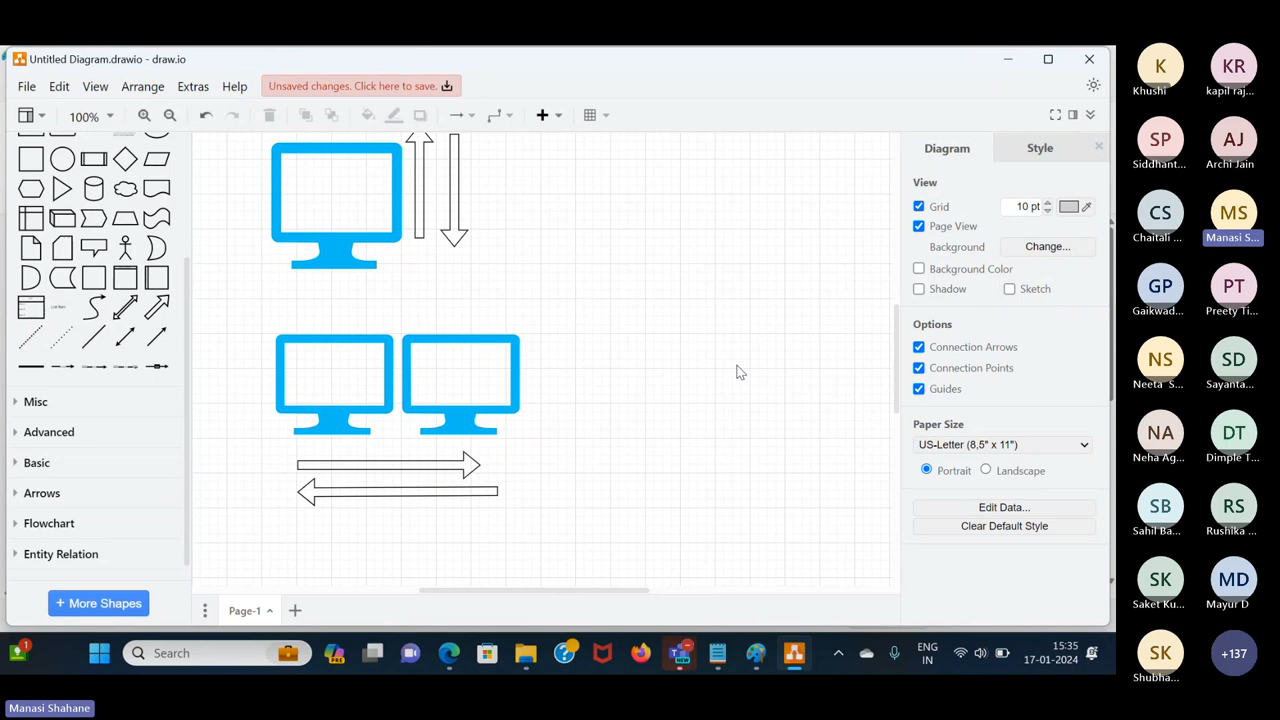 Untitled Diagram.drawio - draw.io
File Edit View Arrange Extras Help Unsaved changes. Click here to save.
100%
Misc
Advanced
Basic
Arrows
Flowchart
Entity Relation
+ More Shapes
Page-1
Diagram Style
View
Grid 10 pt
Page View
Background Change...
Background Color
Shadow Sketch
Options
Connection Arrows
Connection Points
Guides
Paper Size
US-Letter (8,5" x 11")
Portrait Landscape
Edit Data...
Clear Default Style
K KR
Khushi kapil raj...
SP AJ
Siddhant... Archi Jain
CS MS
Chaitali ... Manasi S...
GP PT
Gaikwad... Preety Ti...
NS SD
Neeta S... Sayanta...
NA DT
Neha Ag... Dimple T...
SB RS
Sahil Ba... Rushika ...
SK MD
Saket Ku... Mayur D
SK +137
Shubha...
1 Search PRE NEW ENG IN 15:35 17-01-2024
Manasi Shahane